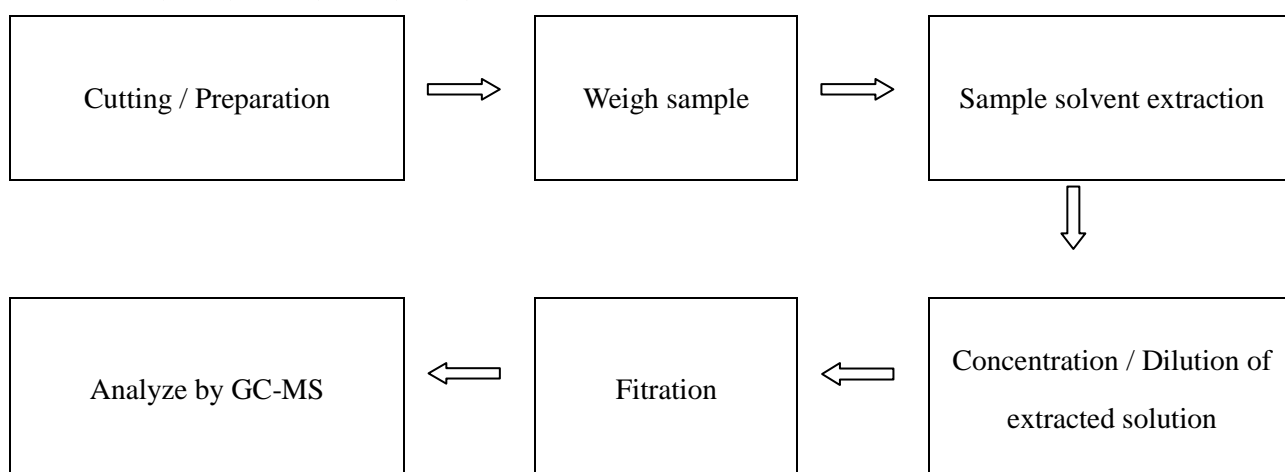 Cutting / Preparation
Weigh sample
Sample solvent extraction
Concentration / Dilution of
extracted solution
Fitration
Analyze by GC-MS